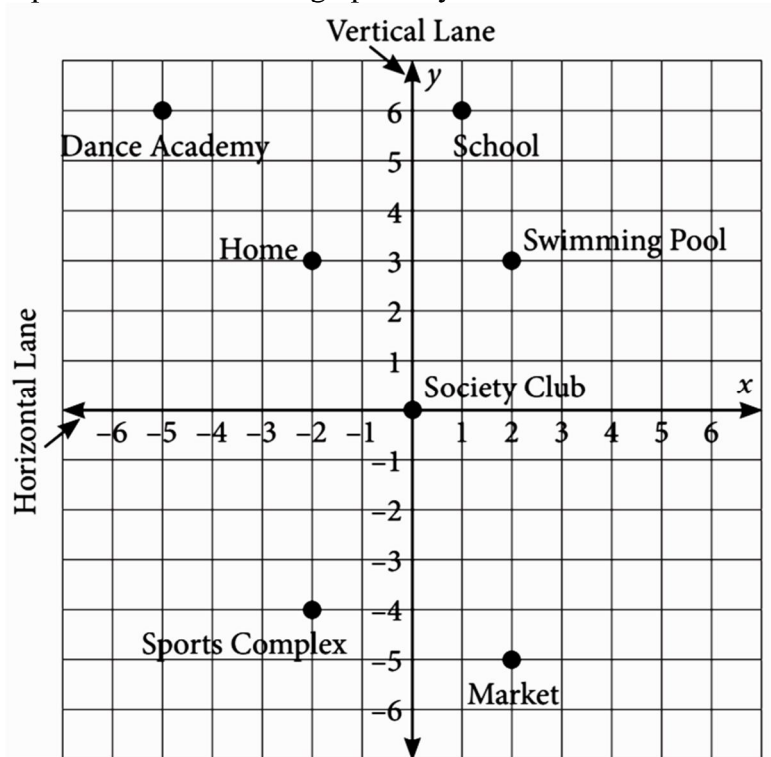 Vertical Lane
y
6
Dance Academy
School
5
4
Home
Swimming Pool
3
2
1
Society Club
x
Horizontal Lane
–6 –5 –4 –3 –2 –1 1 2 3 4 5 6
–1
–2
–3
–4
Sports Complex
–5
Market
–6